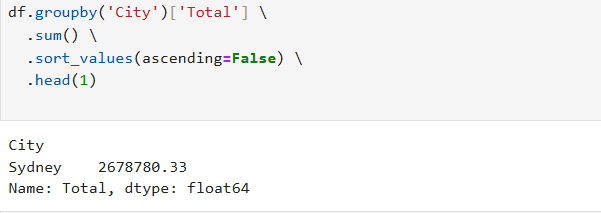 df.groupby('City')['Total'] \
  .sum() \
  .sort_values(ascending=False) \
  .head(1)
City
Sydney    2678780.33
Name: Total, dtype: float64